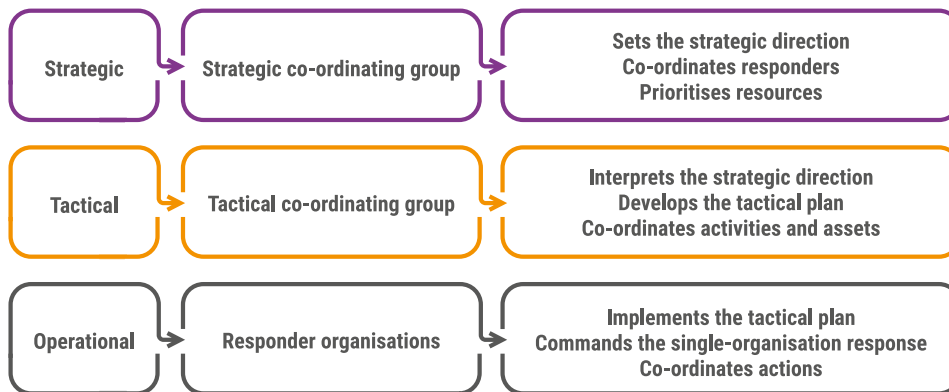 Strategic
Strategic co-ordinating group
Sets the strategic direction
Co-ordinates responders
Prioritises resources
Tactical
Tactical co-ordinating group
Interprets the strategic direction
Develops the tactical plan
Co-ordinates activities and assets
Operational
Responder organisations
Implements the tactical plan
Commands the single-organisation response
Co-ordinates actions